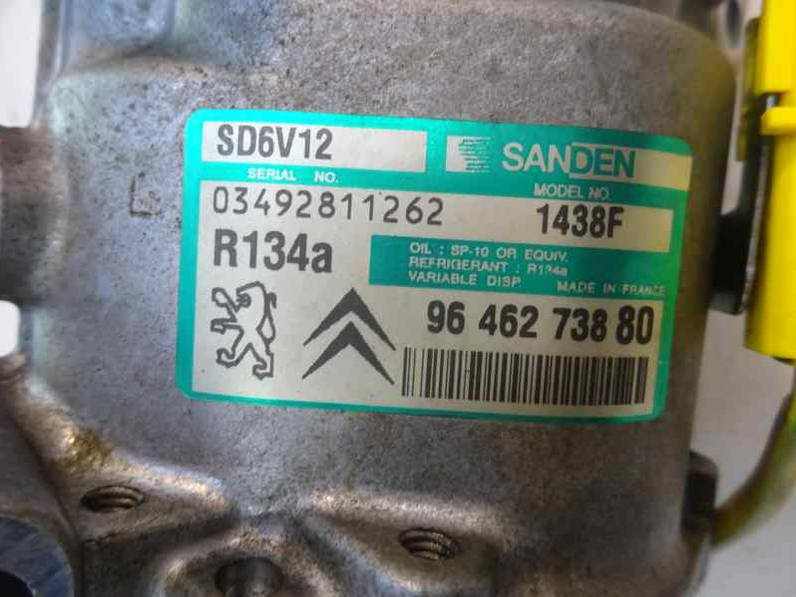 SD6V12
SANDEN
SERIAL NO.
MODEL NO.
03492811262
1438F
R134a
OIL : SP-10 OR EQUIV.
REFRIGERANT : R134a
VARIABLE DISP.
MADE IN FRANCE
96 462 738 80